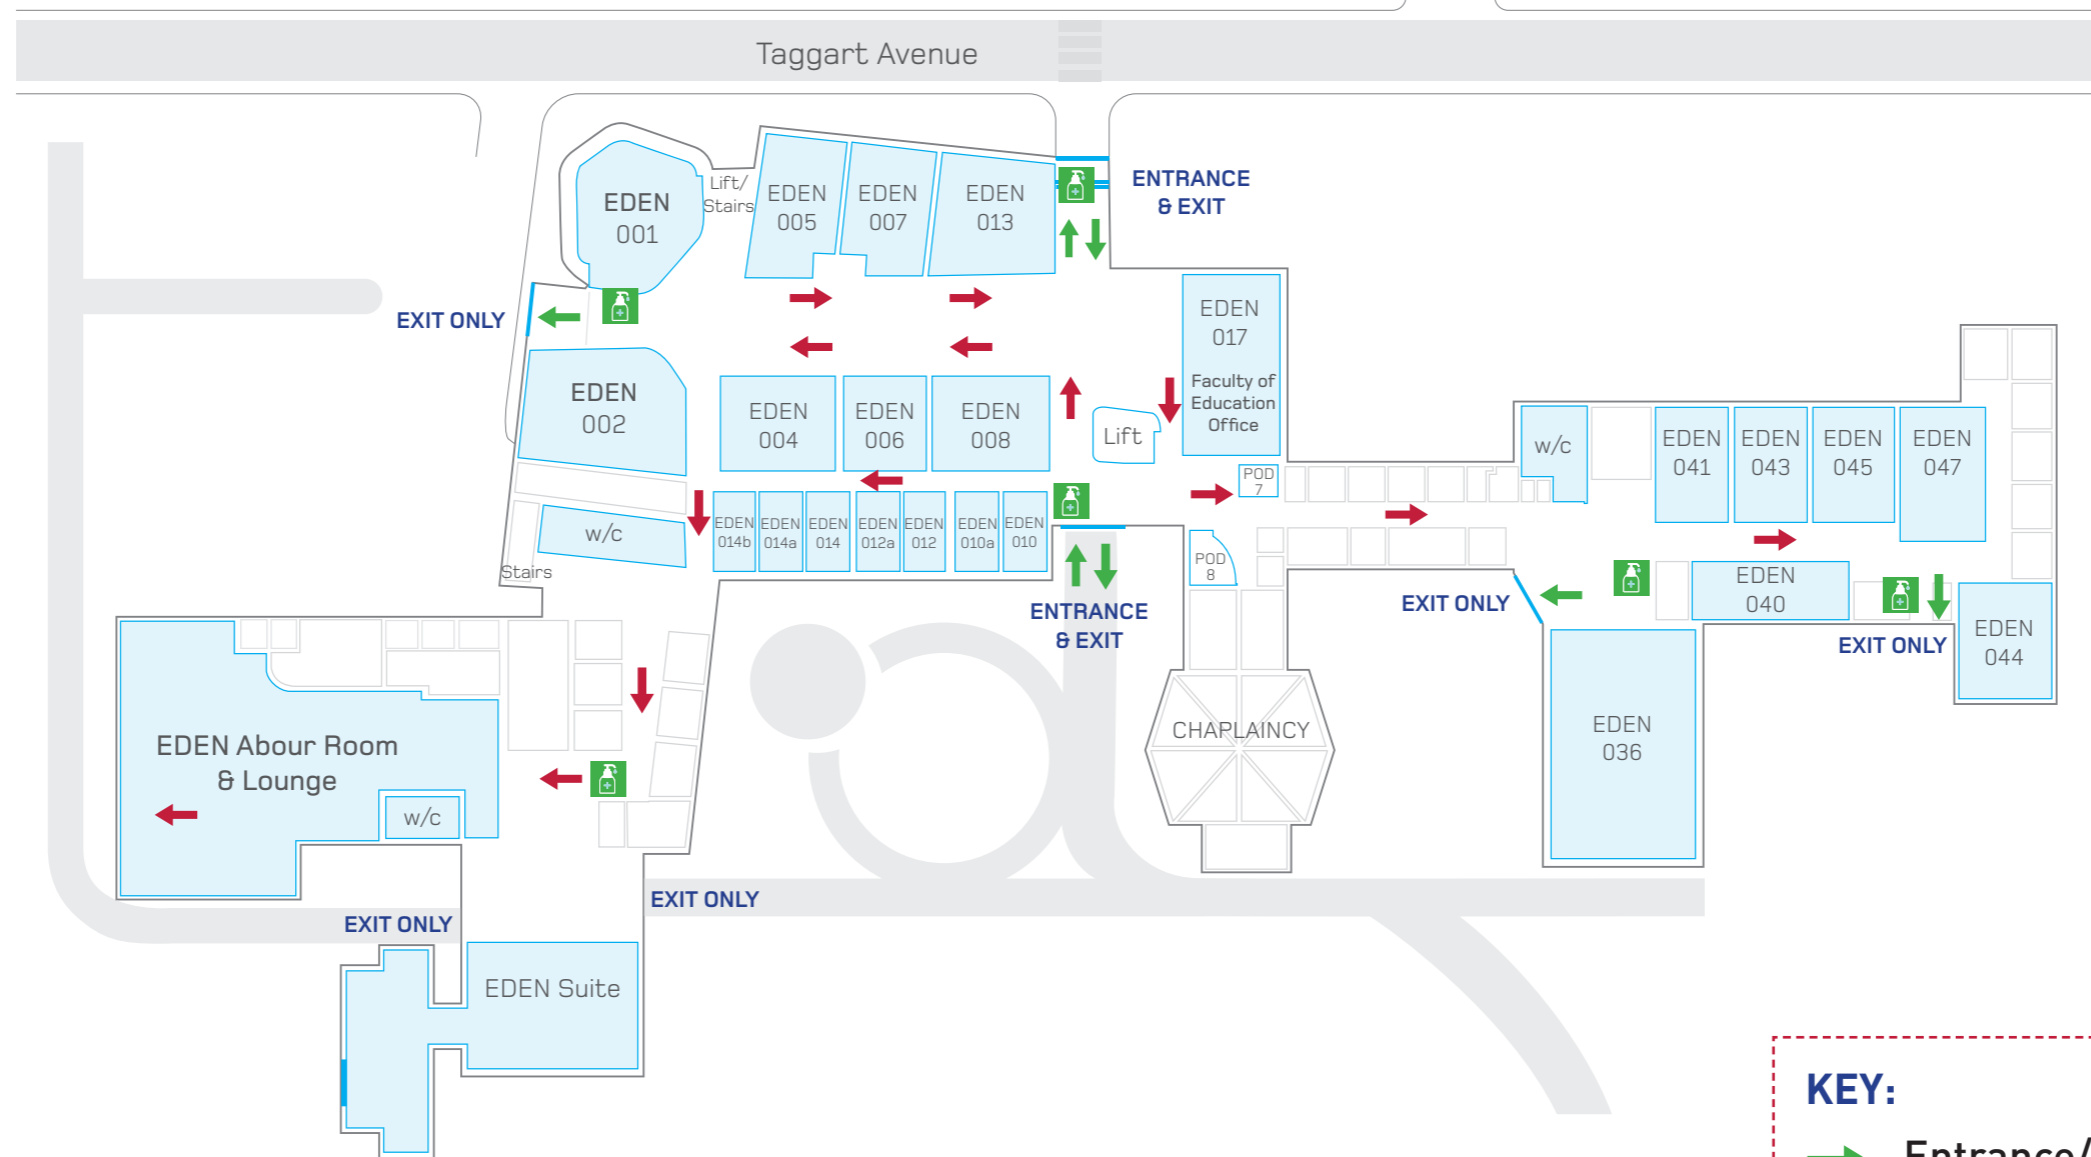 Taggart Avenue
EDEN
001
Lift/
Stairs
EDEN
005
EDEN
007
EDEN
013
ENTRANCE
& EXIT
EXIT ONLY
EDEN
002
EDEN
004
EDEN
006
EDEN
008
Lift
EDEN
017
Faculty of
Education
Office
POD
7
w/c
EDEN
041
EDEN
043
EDEN
045
EDEN
047
w/c
Stairs
EDEN
014b
EDEN
014a
EDEN
014
EDEN
012a
EDEN
012
EDEN
010a
EDEN
010
ENTRANCE
& EXIT
POD
8
EXIT ONLY
EDEN
040
EXIT ONLY
EDEN
044
EDEN Abour Room
& Lounge
w/c
CHAPLAINCY
EDEN
036
EXIT ONLY
EXIT ONLY
EDEN Suite
KEY:
Entrance/